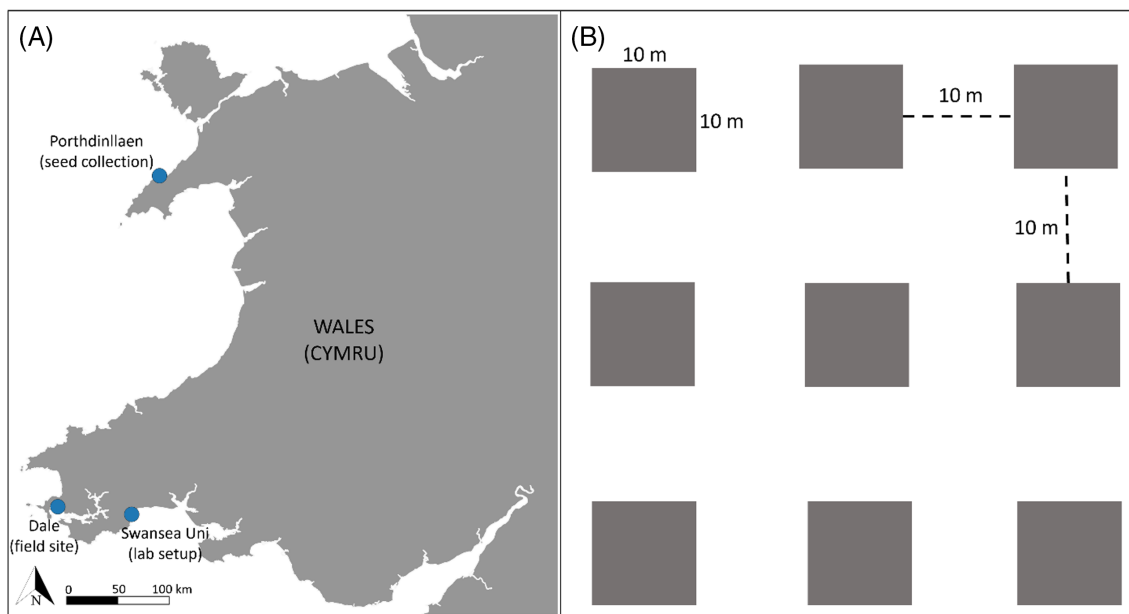 (A)
Porthdinllaen
(seed collection)
WALES
(CYMRU)
Dale
(field site)
Swansea Uni
(lab setup)
N
0 50 100 km
(B)
10 m
10 m
10 m
10 m